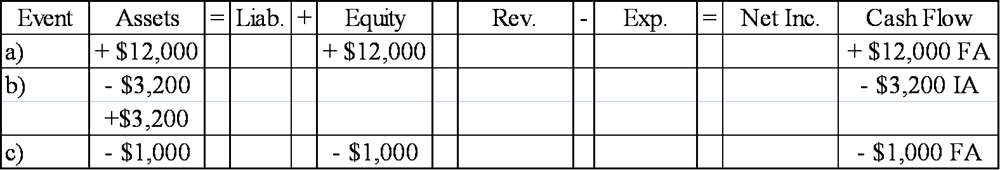 Event Assets = Liab. + Equity Rev. - Exp. = Net Inc. Cash Flow
a) + $12,000 + $12,000 + $12,000 FA
b) - $3,200 - $3,200 IA
+$3,200
c) - $1,000 - $1,000 - $1,000 FA